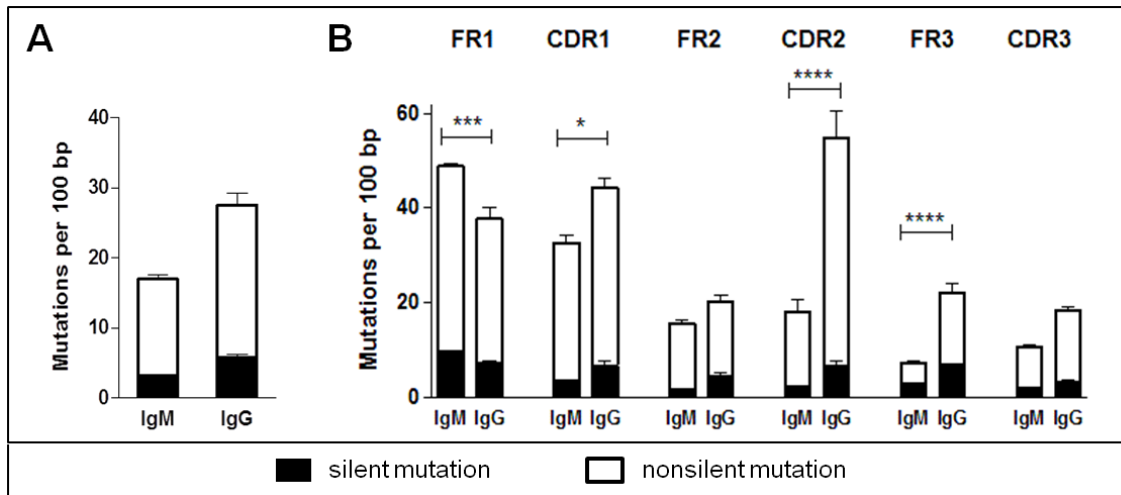 A
B
FR1 CDR1 FR2 CDR2 FR3 CDR3
Mutations per 100 bp
40
30
20
10
0
IgM IgG
Mutations per 100 bp
60
40
20
0
*** * **** ****
IgM IgG IgM IgG IgM IgG IgM IgG IgM IgG IgM IgG
silent mutation nonsilent mutation